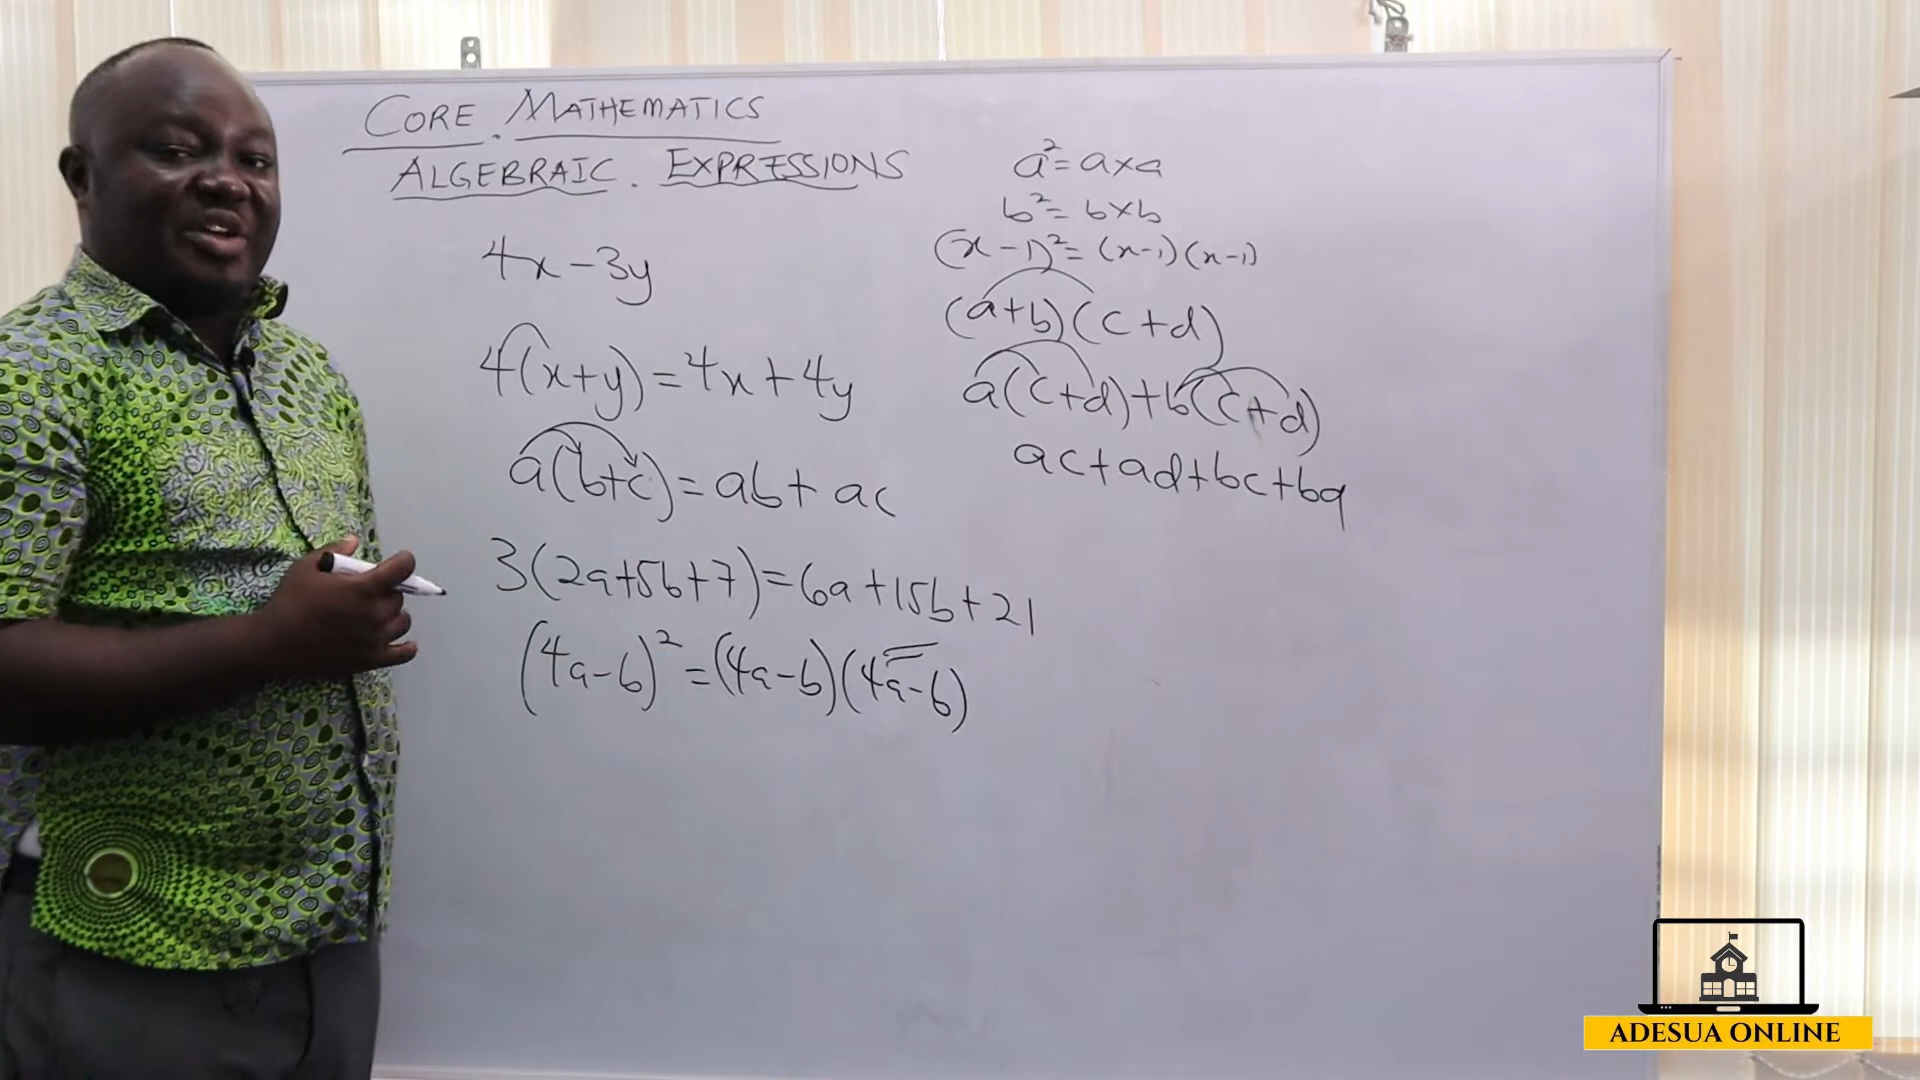 CORE MATHEMATICS
ALGEBRAIC EXPRESSIONS
4x - 3y
4(x+y) = 4x + 4y
a(b+c) = ab + ac
3(2a+5b+7) = 6a + 15b + 21
(4a-b)² = (4a-b)(4a-b)
a² = a×a
b² = b×b
(x-1)² = (x-1)(x-1)
(a+b)(c+d)
a(c+d)+b(c+d)
ac+ad+bc+bd
ADESUA ONLINE